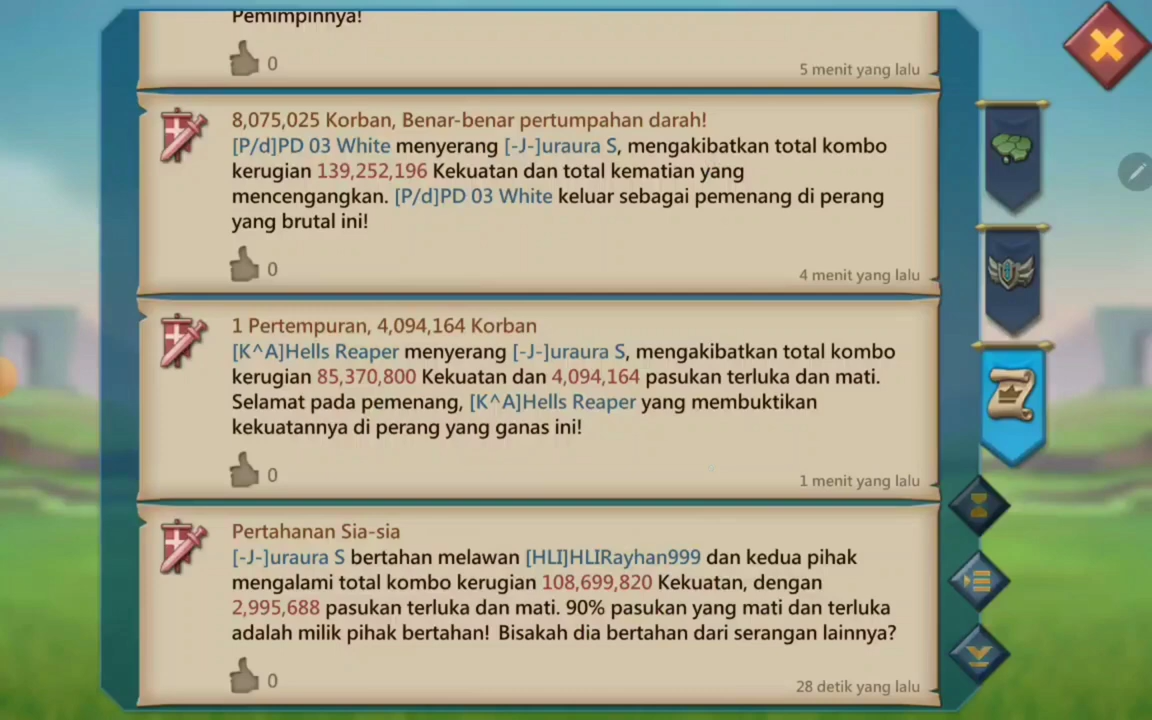 Pemimpinnya!
0
5 menit yang lalu
8,075,025 Korban, Benar-benar pertumpahan darah!
[P/d]PD 03 White menyerang [-J-]uraura S, mengakibatkan total kombo
kerugian 139,252,196 Kekuatan dan total kematian yang
mencengangkan. [P/d]PD 03 White keluar sebagai pemenang di perang
yang brutal ini!
0
4 menit yang lalu
1 Pertempuran, 4,094,164 Korban
[K^A]Hells Reaper menyerang [-J-]uraura S, mengakibatkan total kombo
kerugian 85,370,800 Kekuatan dan 4,094,164 pasukan terluka dan mati.
Selamat pada pemenang, [K^A]Hells Reaper yang membuktikan
kekuatannya di perang yang ganas ini!
0
1 menit yang lalu
Pertahanan Sia-sia
[-J-]uraura S bertahan melawan [HLI]HLIRayhan999 dan kedua pihak
mengalami total kombo kerugian 108,699,820 Kekuatan, dengan
2,995,688 pasukan terluka dan mati. 90% pasukan yang mati dan terluka
adalah milik pihak bertahan! Bisakah dia bertahan dari serangan lainnya?
0
28 detik yang lalu